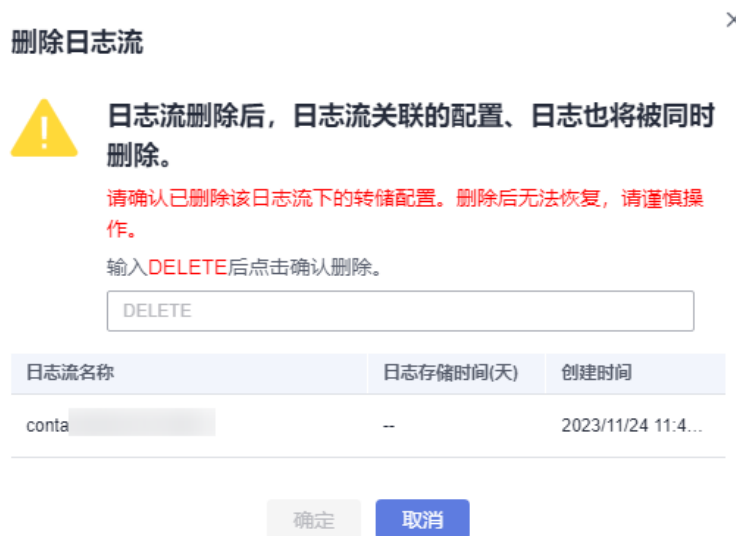 删除日志流
日志流删除后，日志流关联的配置、日志也将被同时
删除。
请确认已删除该日志流下的转储配置。删除后无法恢复，请谨慎操
作。
输入DELETE后点击确认删除。
DELETE
日志流名称 日志存储时间(天) 创建时间
conta -- 2023/11/24 11:4...
确定 取消